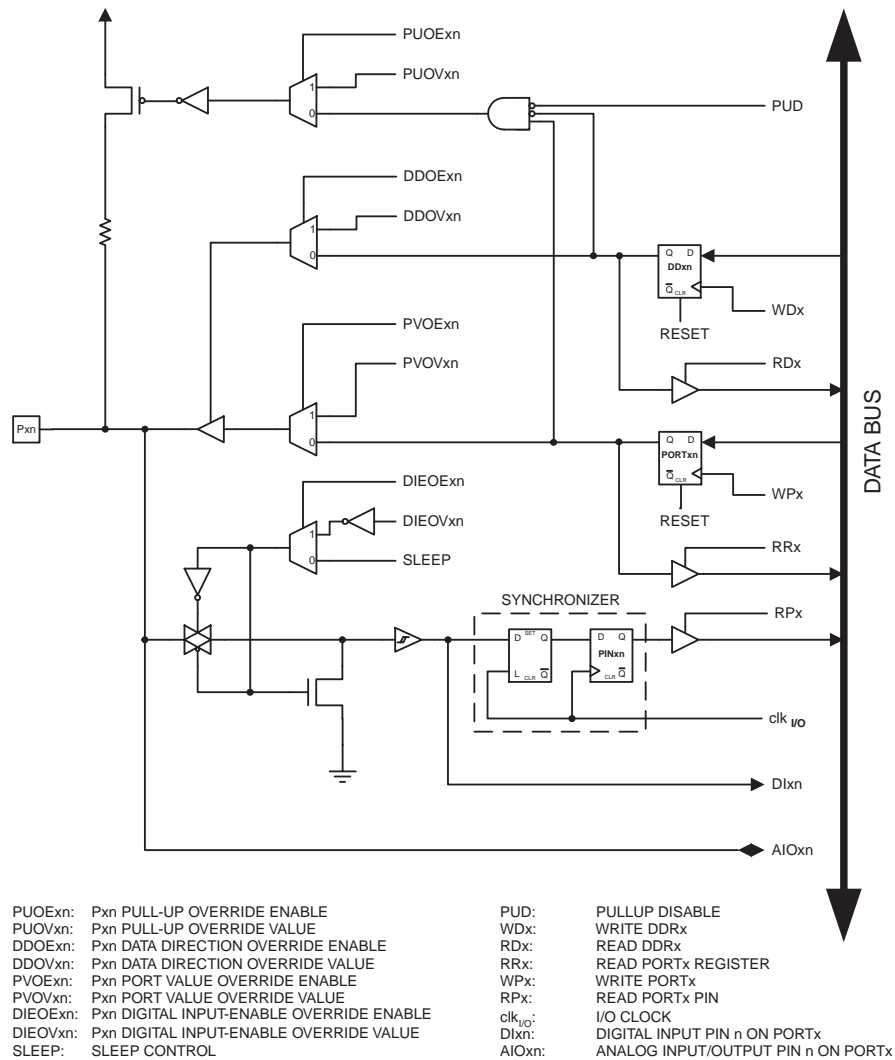 PUOExn
PUOVxn
1
0
PUD
DDOExn
DDOVxn
1
0
Q D
DDxn
Q CLR
WDx
RESET
RDx
PVOExn
PVOVxn
1
0
Pxn
Q D
PORTxn
Q CLR
WPx
RESET
RRx
DATA BUS
DIEOExn
DIEOVxn
1
0
SLEEP
SYNCHRONIZER
RPx
D SET Q
L CLR Q
D Q
PINxn
CLR Q
clk I/O
DIxn
AIOxn
PUOExn: Pxn PULL-UP OVERRIDE ENABLE
PUOVxn: Pxn PULL-UP OVERRIDE VALUE
DDOExn: Pxn DATA DIRECTION OVERRIDE ENABLE
DDOVxn: Pxn DATA DIRECTION OVERRIDE VALUE
PVOExn: Pxn PORT VALUE OVERRIDE ENABLE
PVOVxn: Pxn PORT VALUE OVERRIDE VALUE
DIEOExn: Pxn DIGITAL INPUT-ENABLE OVERRIDE ENABLE
DIEOVxn: Pxn DIGITAL INPUT-ENABLE OVERRIDE VALUE
SLEEP: SLEEP CONTROL
PUD: PULLUP DISABLE
WDx: WRITE DDRx
RDx: READ DDRx
RRx: READ PORTx REGISTER
WPx: WRITE PORTx
RPx: READ PORTx PIN
clkI/O: I/O CLOCK
DIxn: DIGITAL INPUT PIN n ON PORTx
AIOxn: ANALOG INPUT/OUTPUT PIN n ON PORTx